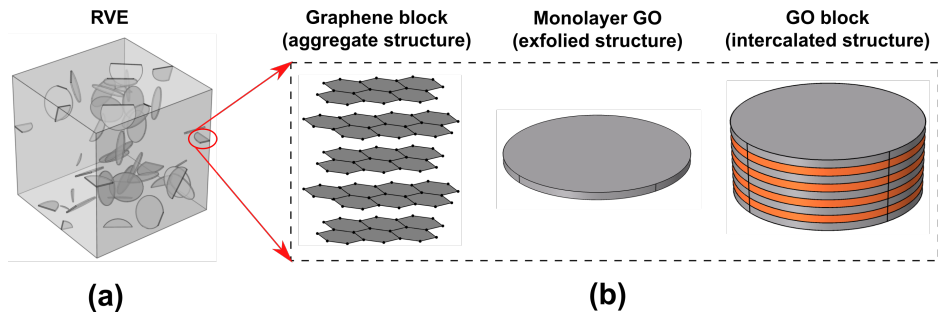 RVE
Graphene block
(aggregate structure)
Monolayer GO
(exfolied structure)
GO block
(intercalated structure)
(a)
(b)